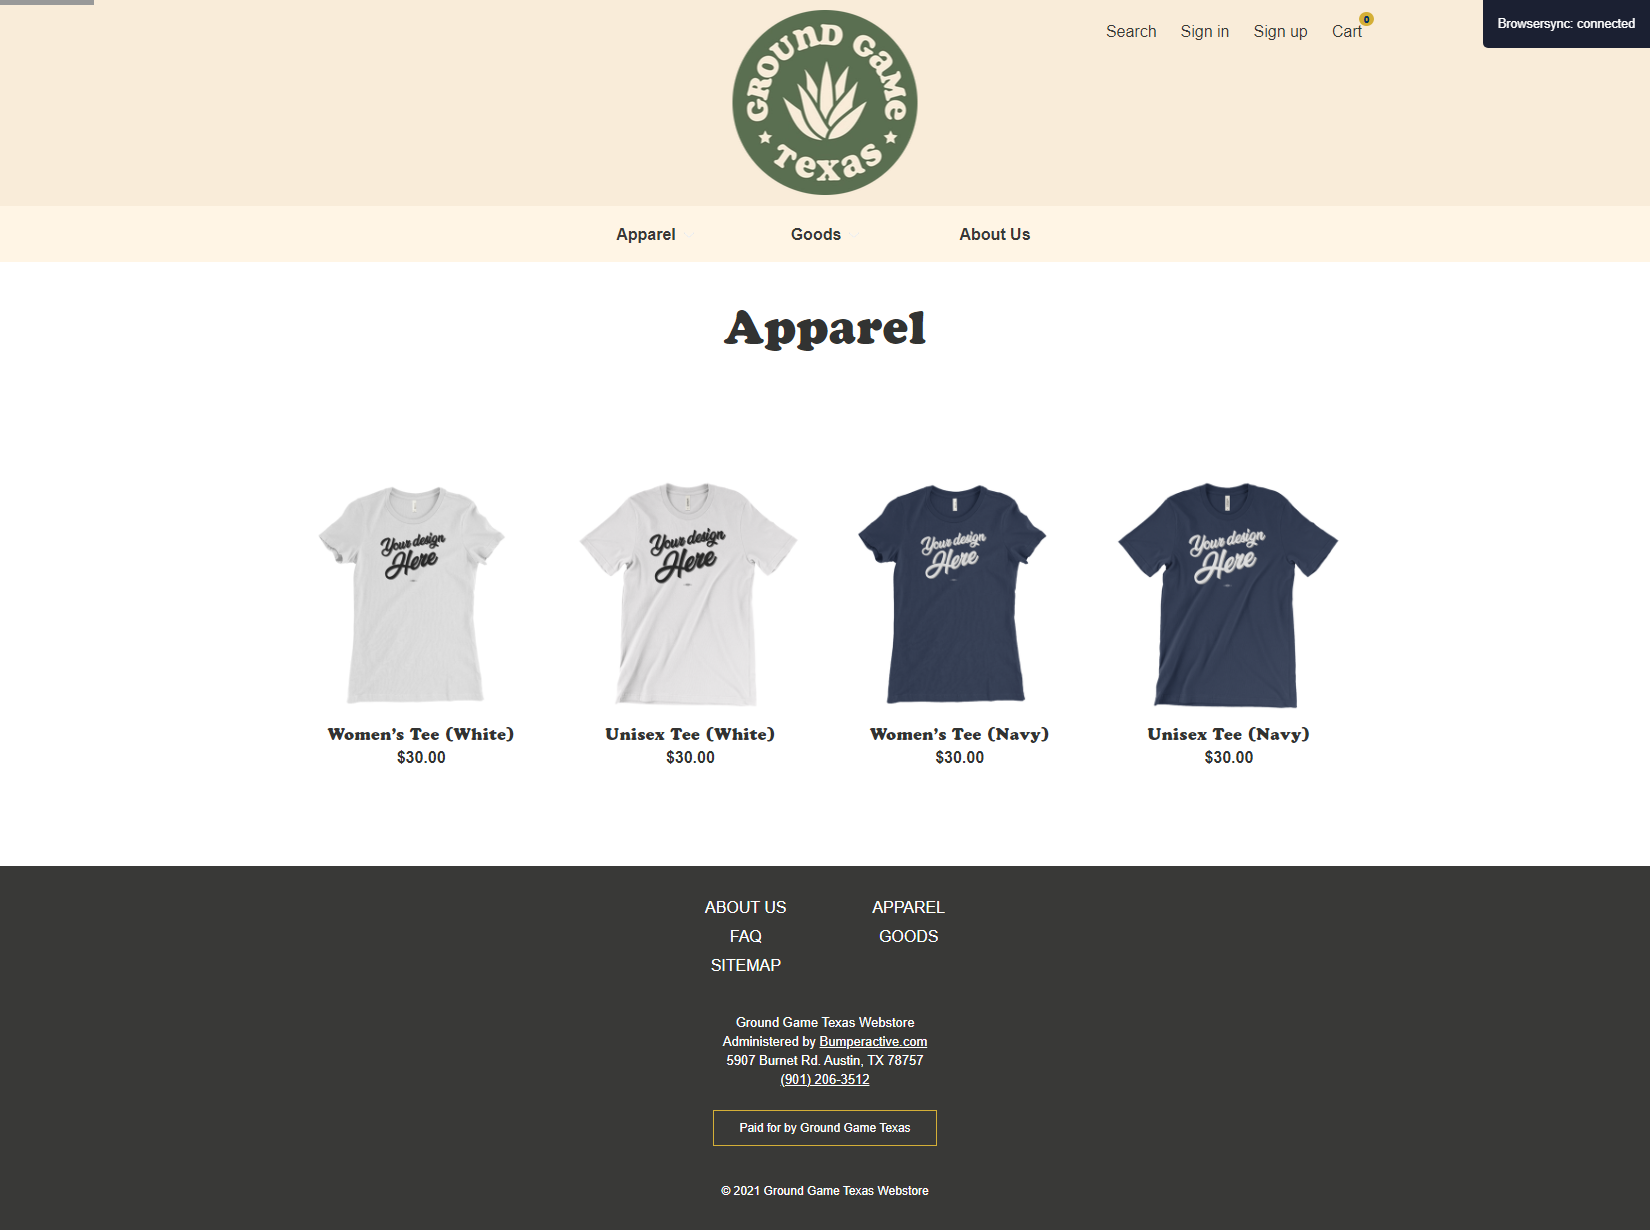 GROUND GAME
TEXAS
Search Sign in Sign up Cart 0
Browsersync: connected
Apparel Goods About Us
Apparel
Your design
Here
Your design
Here
Your design
Here
Your design
Here
Women's Tee (White)
$30.00
Unisex Tee (White)
$30.00
Women's Tee (Navy)
$30.00
Unisex Tee (Navy)
$30.00
ABOUT US
FAQ
SITEMAP
APPAREL
GOODS
Ground Game Texas Webstore
Administered by Bumperactive.com
5907 Burnet Rd. Austin, TX 78757
(901) 206-3512
Paid for by Ground Game Texas
© 2021 Ground Game Texas Webstore